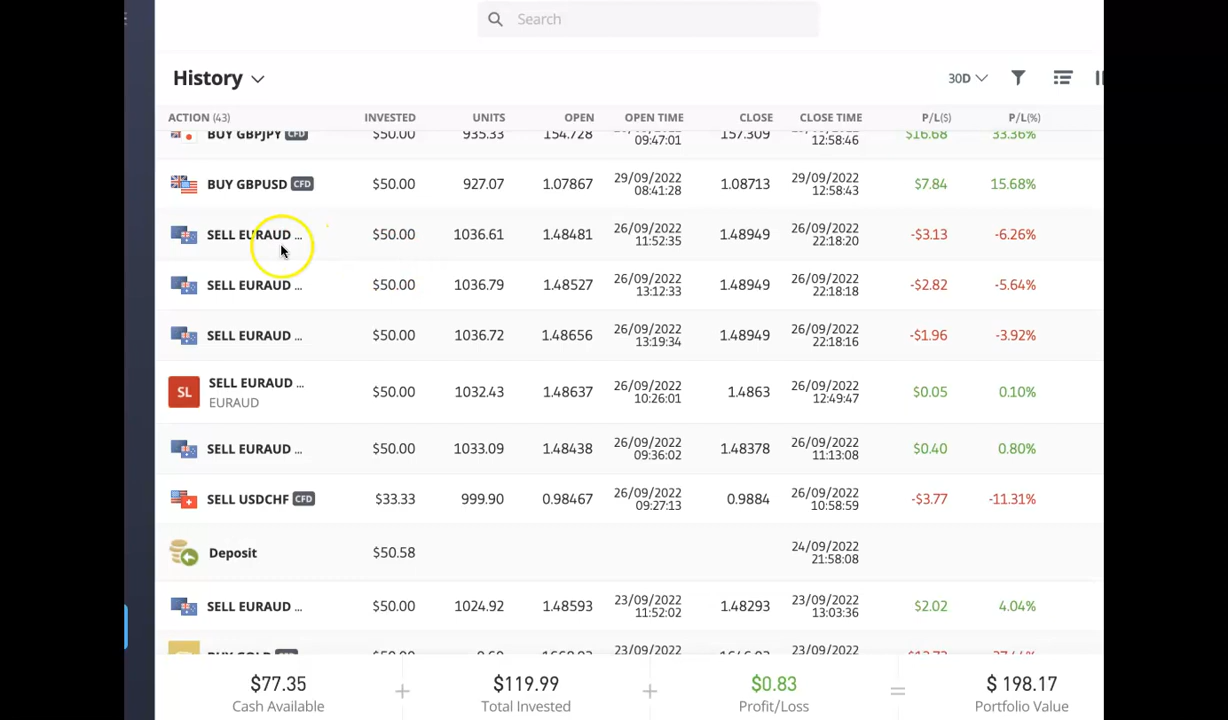 Search
History 30D
ACTION (43) INVESTED UNITS OPEN OPEN TIME CLOSE CLOSE TIME P/L($) P/L(%)
BUY GBPJPY CFD $50.00 935.33 154.728 09:47:01 157.309 12:58:46 $16.68 33.36%
BUY GBPUSD CFD $50.00 927.07 1.07867 29/09/2022 08:41:28 1.08713 29/09/2022 12:58:43 $7.84 15.68%
SELL EURAUD ... $50.00 1036.61 1.48481 26/09/2022 11:52:35 1.48949 26/09/2022 22:18:20 -$3.13 -6.26%
SELL EURAUD ... $50.00 1036.79 1.48527 26/09/2022 13:12:33 1.48949 26/09/2022 22:18:18 -$2.82 -5.64%
SELL EURAUD ... $50.00 1036.72 1.48656 26/09/2022 13:19:34 1.48949 26/09/2022 22:18:16 -$1.96 -3.92%
SL SELL EURAUD ... EURAUD $50.00 1032.43 1.48637 26/09/2022 10:26:01 1.4863 26/09/2022 12:49:47 $0.05 0.10%
SELL EURAUD ... $50.00 1033.09 1.48438 26/09/2022 09:36:02 1.48378 26/09/2022 11:13:08 $0.40 0.80%
SELL USDCHF CFD $33.33 999.90 0.98467 26/09/2022 09:27:13 0.9884 26/09/2022 10:58:59 -$3.77 -11.31%
Deposit $50.58 24/09/2022 21:58:08
SELL EURAUD ... $50.00 1024.92 1.48593 23/09/2022 11:52:02 1.48293 23/09/2022 13:03:36 $2.02 4.04%
BUY GOLD 23/09/2022 23/09/2022
$77.35 + $119.99 + $0.83 = $ 198.17
Cash Available Total Invested Profit/Loss Portfolio Value